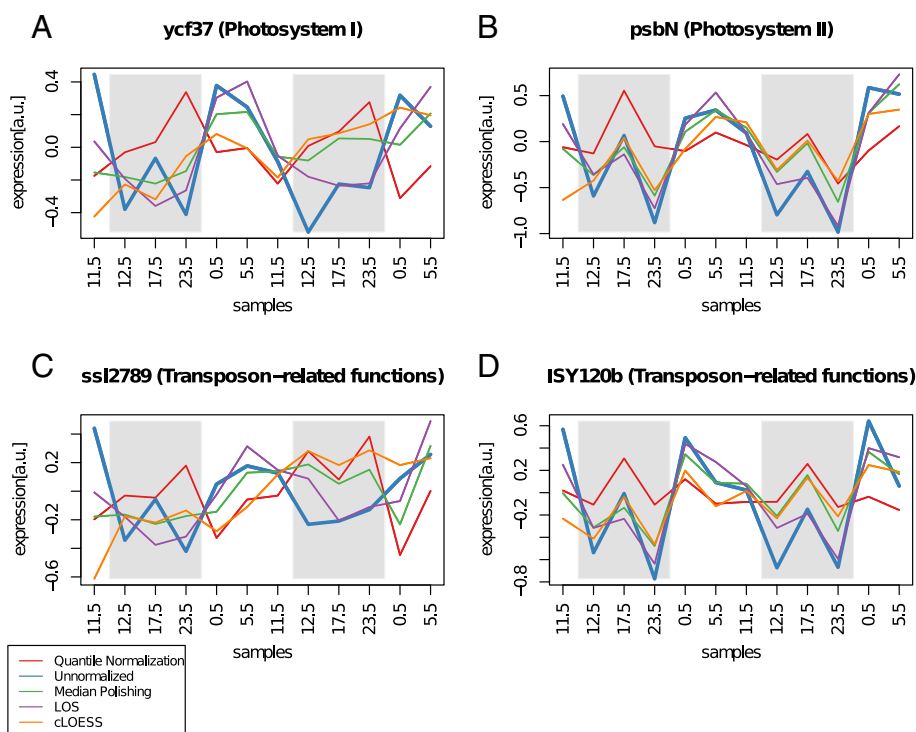 A
ycf37 (Photosystem I)
expression[a.u.]
0.4
0.0
−0.4
11.5 12.5 17.5 23.5 0.5 5.5 11.5 12.5 17.5 23.5 0.5 5.5
samples
B
psbN (Photosystem II)
expression[a.u.]
0.5
0.0
−0.5
−1.0
11.5 12.5 17.5 23.5 0.5 5.5 11.5 12.5 17.5 23.5 0.5 5.5
samples
C
ssl2789 (Transposon−related functions)
expression[a.u.]
0.2
−0.2
−0.6
11.5 12.5 17.5 23.5 0.5 5.5 11.5 12.5 17.5 23.5 0.5 5.5
samples
D
ISY120b (Transposon−related functions)
expression[a.u.]
0.6
0.2
−0.2
−0.8
11.5 12.5 17.5 23.5 0.5 5.5 11.5 12.5 17.5 23.5 0.5 5.5
samples
Quantile Normalization
Unnormalized
Median Polishing
LOS
cLOESS